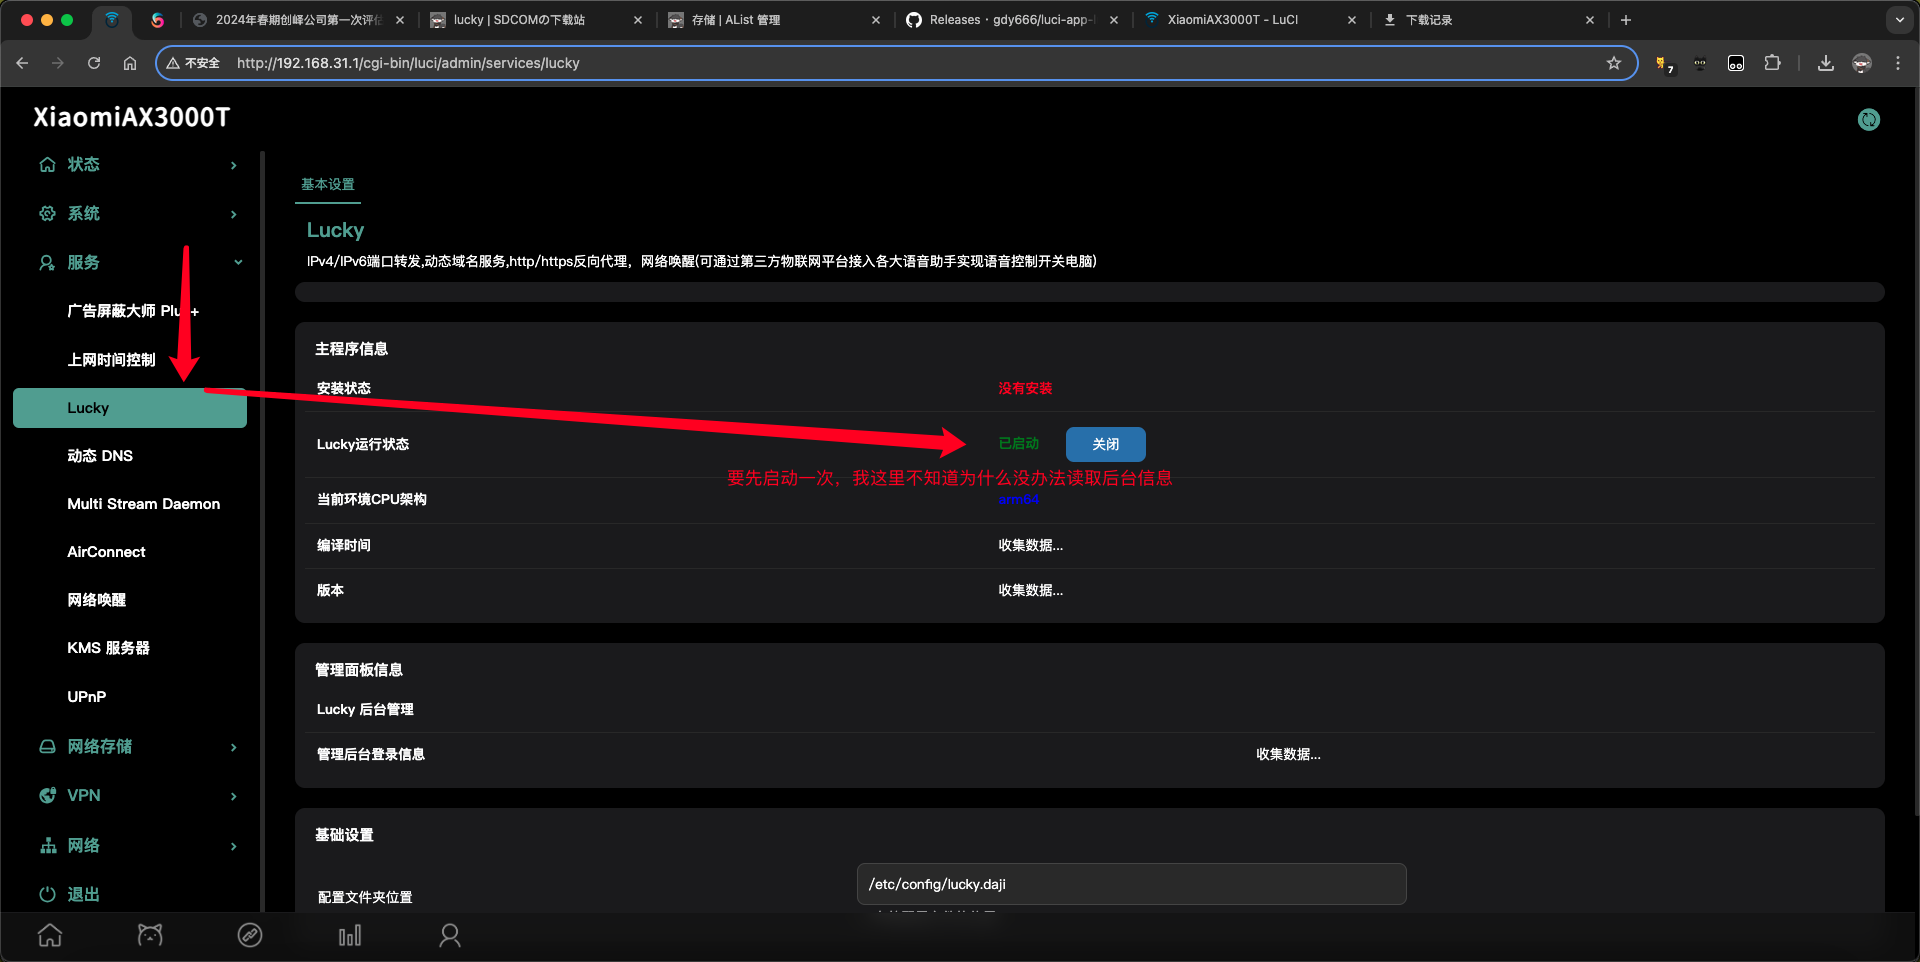 2024年春期创峄公司第一次评估
lucky | SDCOMの下载站
存储 | AList 管理
Releases · gdy666/luci-app-
XiaomiAX3000T - LuCI
下载记录
不安全 http://192.168.31.1/cgi-bin/luci/admin/services/lucky
7
XiaomiAX3000T
状态
系统
服务
广告屏蔽大师 Plus+
上网时间控制
Lucky
动态 DNS
Multi Stream Daemon
AirConnect
网络唤醒
KMS 服务器
UPnP
网络存储
VPN
网络
退出
基本设置
Lucky
IPv4/IPv6端口转发,动态域名服务,http/https反向代理，网络唤醒(可通过第三方物联网平台接入各大语音助手实现语音控制开关电脑)
主程序信息
安装状态 没有安装
Lucky运行状态 已启动 关闭
要先启动一次，我这里不知道为什么没办法读取后台信息
当前环境CPU架构 arm64
编译时间 收集数据...
版本 收集数据...
管理面板信息
Lucky 后台管理
管理后台登录信息 收集数据...
基础设置
配置文件夹位置 /etc/config/lucky.daji